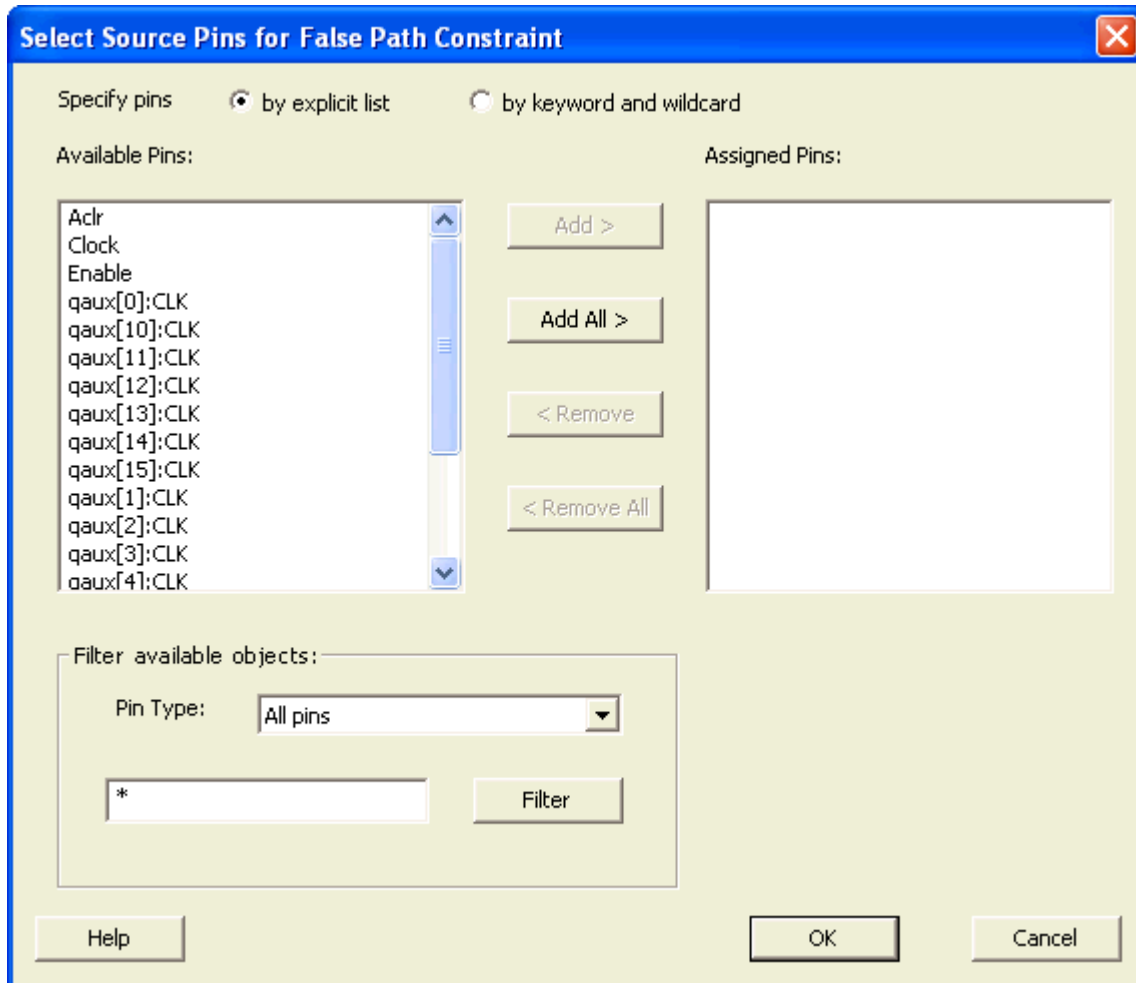 Select Source Pins for False Path Constraint
Specify pins by explicit list by keyword and wildcard
Available Pins: Assigned Pins:
Aclr
Clock
Enable
qaux[0]:CLK
qaux[10]:CLK
qaux[11]:CLK
qaux[12]:CLK
qaux[13]:CLK
qaux[14]:CLK
qaux[15]:CLK
qaux[1]:CLK
qaux[2]:CLK
qaux[3]:CLK
qaux[4]:CLK
Add >
Add All >
< Remove
< Remove All
Filter available objects:
Pin Type: All pins
* Filter
Help OK Cancel